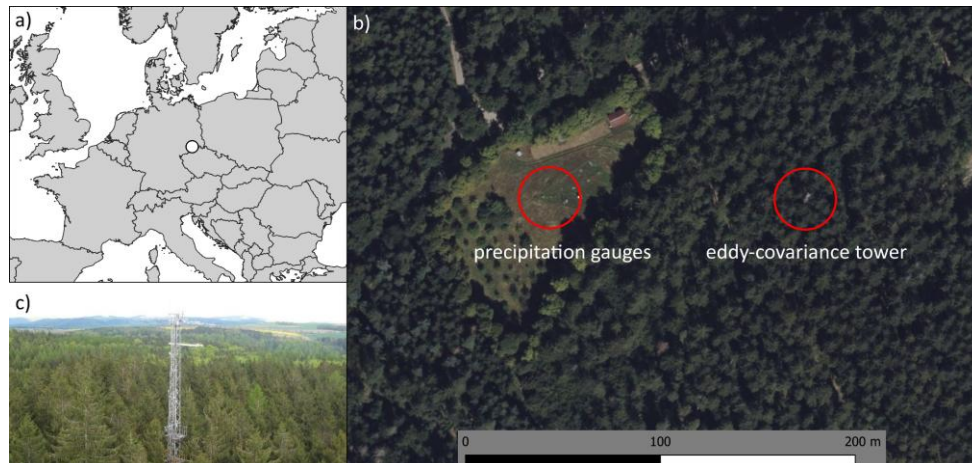 a)
b)
precipitation gauges
eddy-covariance tower
c)
0
100
200 m